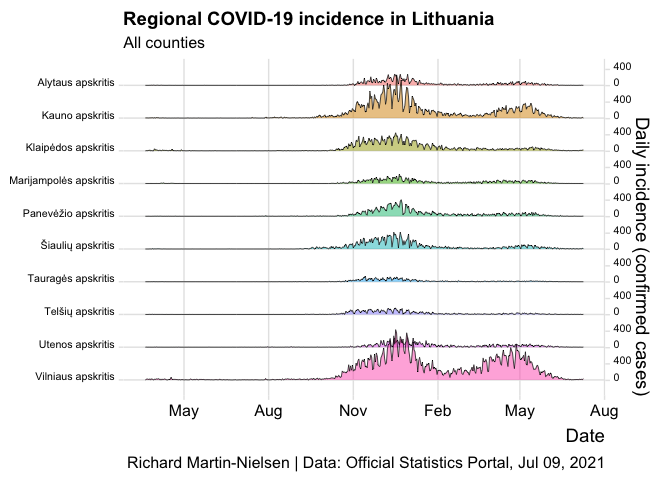 Regional COVID-19 incidence in Lithuania
All counties
Alytaus apskritis
Kauno apskritis
Klaipėdos apskritis
Marijampolės apskritis
Panevėžio apskritis
Šiaulių apskritis
Tauragės apskritis
Telšių apskritis
Utenos apskritis
Vilniaus apskritis
400
0
400
0
400
0
400
0
400
0
400
0
400
0
400
0
400
0
400
0
Daily incidence (confirmed cases)
May Aug Nov Feb May Aug
Date
Richard Martin-Nielsen | Data: Official Statistics Portal, Jul 09, 2021